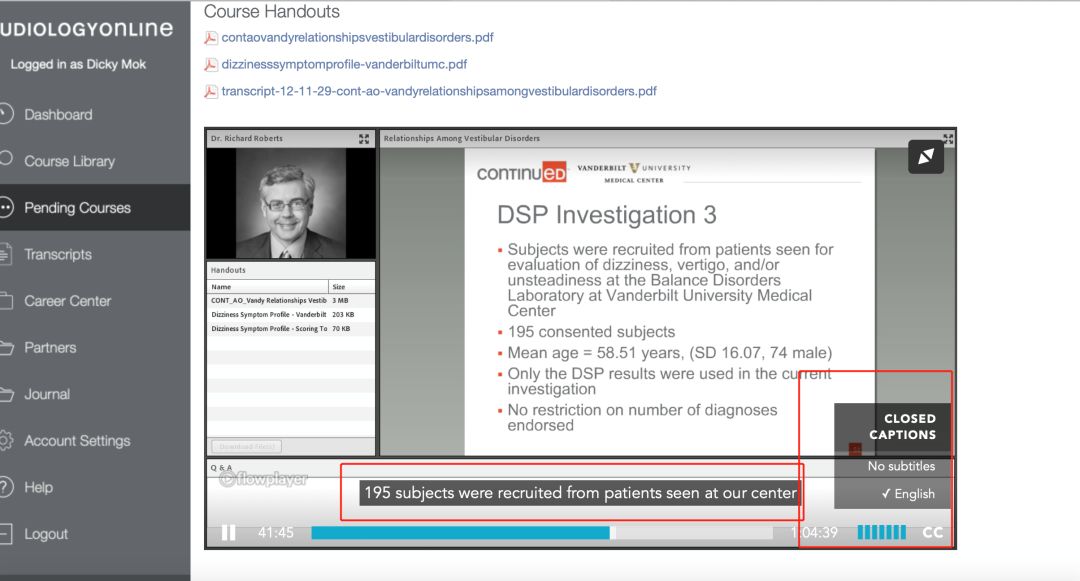 UDIOLOGYONLINE
Logged in as Dicky Mok
Dashboard
Course Library
Pending Courses
Transcripts
Career Center
Partners
Journal
Account Settings
Help
Logout
Course Handouts
contaovandyrelationshipsvestibulardisorders.pdf
dizzinesssymptomprofile-vanderbiltumc.pdf
transcript-12-11-29-cont-ao-vandyrelationshipsamongvestibulardisorders.pdf
Dr. Richard Roberts
Handouts
Name Size
CONT_AO_Vandy Relationships Vestib 3 MB
Dizziness Symptom Profile - Vanderbilt 203 KB
Dizziness Symptom Profile - Scoring To 70 KB
Download File(s)
Relationships Among Vestibular Disorders
continued VANDERBILT V UNIVERSITY
MEDICAL CENTER
DSP Investigation 3
▪ Subjects were recruited from patients seen for
evaluation of dizziness, vertigo, and/or
unsteadiness at the Balance Disorders
Laboratory at Vanderbilt University Medical
Center
▪ 195 consented subjects
▪ Mean age = 58.51 years, (SD 16.07, 74 male)
▪ Only the DSP results were used in the current
investigation
▪ No restriction on number of diagnoses
endorsed
CLOSED
CAPTIONS
No subtitles
✓ English
Q & A
flowplayer
195 subjects were recruited from patients seen at our center
41:45 1:04:39 CC